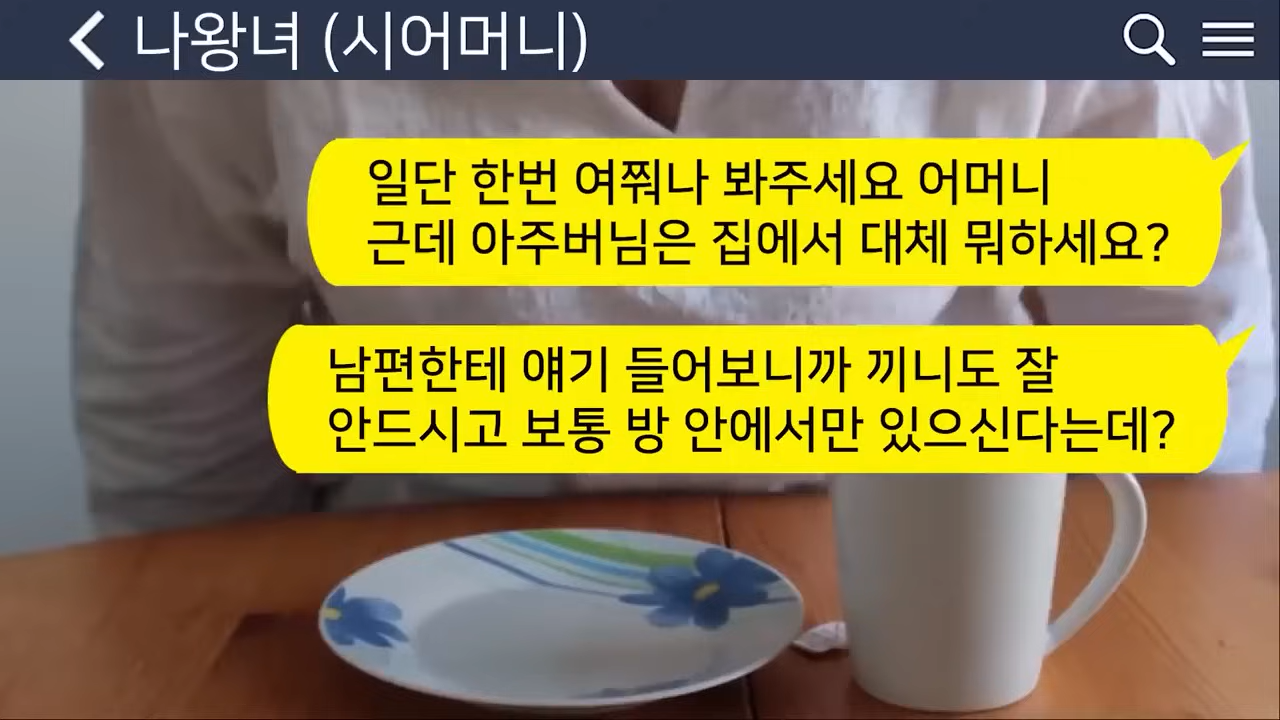 나왕녀 (시어머니)
일단 한번 여쭤나 봐주세요 어머니
근데 아주버님은 집에서 대체 뭐하세요?
남편한테 얘기 들어보니까 끼니도 잘
안드시고 보통 방 안에서만 있으신다는데?